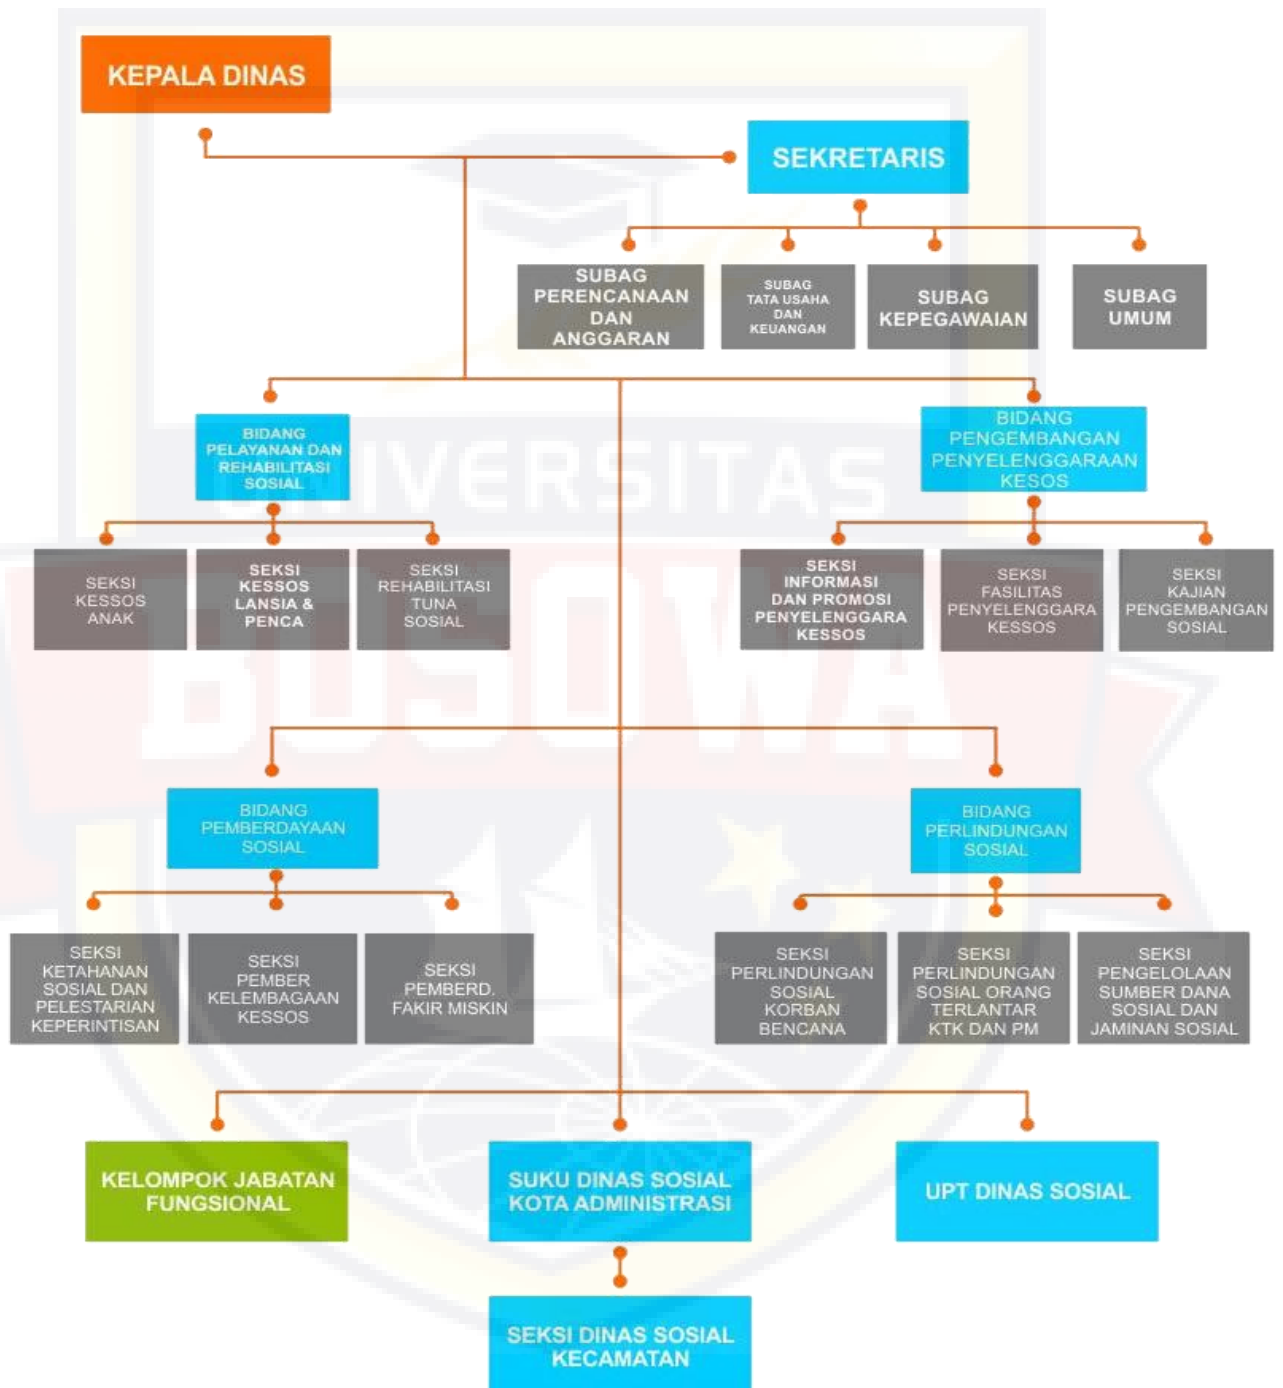 KEPALA DINAS
SEKRETARIS
SUBAG
PERENCANAAN
DAN
ANGGARAN
SUBAG
TATA USAHA
DAN
KEUANGAN
SUBAG
KEPEGAWAIAN
SUBAG
UMUM
BIDANG
PELAYANAN DAN
REHABILITASI
SOSIAL
BIDANG
PENGEMBANGAN
PENYELENGGARAAN
KESOS
UNIVERSITAS
SEKSI
KESSOS
ANAK
SEKSI
KESSOS
LANSIA &
PENCA
SEKSI
REHABILITASI
TUNA
SOSIAL
SEKSI
INFORMASI
DAN PROMOSI
PENYELENGGARA
KESSOS
SEKSI
FASILITAS
PENYELENGGARA
KESSOS
SEKSI
KAJIAN
PENGEMBANGAN
SOSIAL
BOSOWA
BIDANG
PEMBERDAYAAN
SOSIAL
BIDANG
PERLINDUNGAN
SOSIAL
SEKSI
KETAHANAN
SOSIAL DAN
PELESTARIAN
KEPERINTISAN
SEKSI
PEMBER
KELEMBAGAAN
KESSOS
SEKSI
PEMBERD.
FAKIR MISKIN
SEKSI
PERLINDUNGAN
SOSIAL
KORBAN
BENCANA
SEKSI
PERLINDUNGAN
SOSIAL ORANG
TERLANTAR
KTK DAN PM
SEKSI
PENGELOLAAN
SUMBER DANA
SOSIAL DAN
JAMINAN SOSIAL
KELOMPOK JABATAN
FUNGSIONAL
SUKU DINAS SOSIAL
KOTA ADMINISTRASI
UPT DINAS SOSIAL
SEKSI DINAS SOSIAL
KECAMATAN